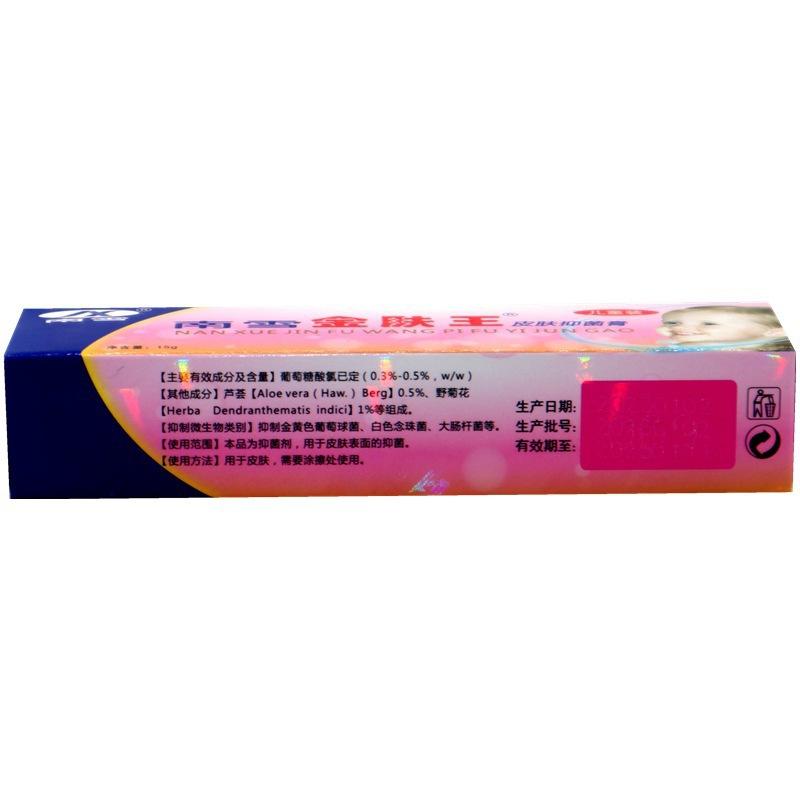 南雪
南雪 金肤王® 皮肤抑菌膏
儿童装
NAN XUE JIN FU WANG PI FU YI JUN GAO
净含量：15g
【主要有效成分及含量】葡萄糖酸氯已定（0.3%-0.5%，w/w）
【其他成分】芦荟【Aloe vera（Haw.）Berg】0.5%、野菊花
【Herba Dendranthematis indici】1%等组成。
【抑制微生物类别】抑制金黄色葡萄球菌、白色念珠菌、大肠杆菌等。
【使用范围】本品为抑菌剂，用于皮肤表面的抑菌。
【使用方法】用于皮肤，需要涂擦处使用。
生产日期:
生产批号:
有效期至: